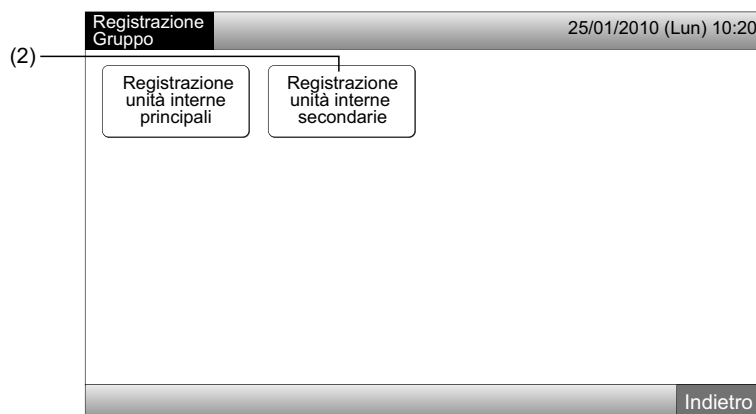 Registrazione
Gruppo
25/01/2010 (Lun) 10:20
(2)
Registrazione
unità interne
principali
Registrazione
unità interne
secondarie
Indietro